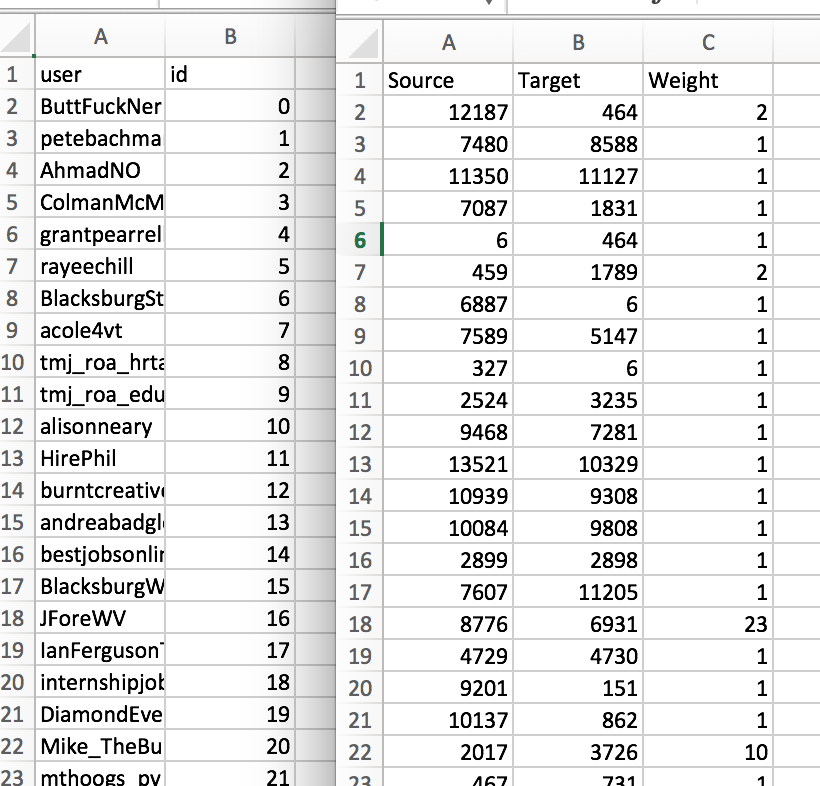 A B
1 user id
2 ButtFuckNer 0
3 petebachma 1
4 AhmadNO 2
5 ColmanMcM 3
6 grantpearrel 4
7 rayeechill 5
8 BlacksburgSt 6
9 acole4vt 7
10 tmj_roa_hrta 8
11 tmj_roa_edu 9
12 alisonneary 10
13 HirePhil 11
14 burntcreative 12
15 andreabadgl 13
16 bestjobsonlin 14
17 BlacksburgW 15
18 JForeWV 16
19 IanFerguson 17
20 internshipjob 18
21 DiamondEve 19
22 Mike_TheBu 20
23 mthoogs_pv 21
A B C
1 Source Target Weight
2 12187 464 2
3 7480 8588 1
4 11350 11127 1
5 7087 1831 1
6 6 464 1
7 459 1789 2
8 6887 6 1
9 7589 5147 1
10 327 6 1
11 2524 3235 1
12 9468 7281 1
13 13521 10329 1
14 10939 9308 1
15 10084 9808 1
16 2899 2898 1
17 7607 11205 1
18 8776 6931 23
19 4729 4730 1
20 9201 151 1
21 10137 862 1
22 2017 3726 10
23 467 731 1